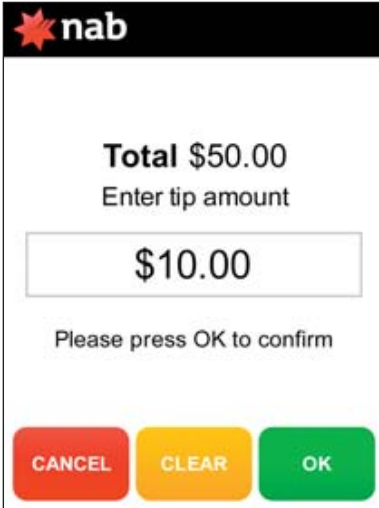 nab
Total $50.00
Enter tip amount
$10.00
Please press OK to confirm
CANCEL CLEAR OK